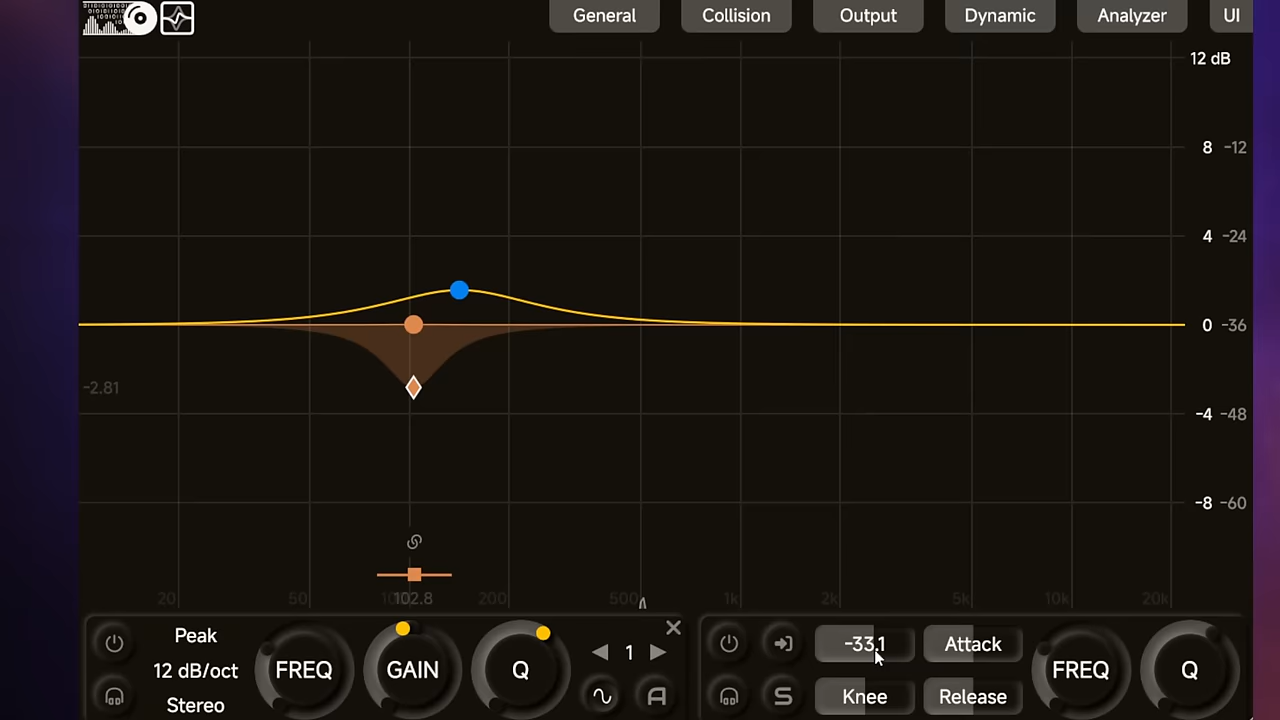 General Collision Output Dynamic Analyzer UI
12 dB
8 -12
4 -24
0 -36
-2.81
-4 -48
-8 -60
20 50 102.8 200 500 1k 2k 5k 10k 20k
Peak
12 dB/oct
Stereo
FREQ GAIN Q
1
A
-33.1 Attack
S Knee Release
FREQ Q